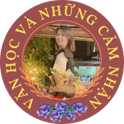 VĂN HỌC VÀ NHỮNG CẢM NHẬN